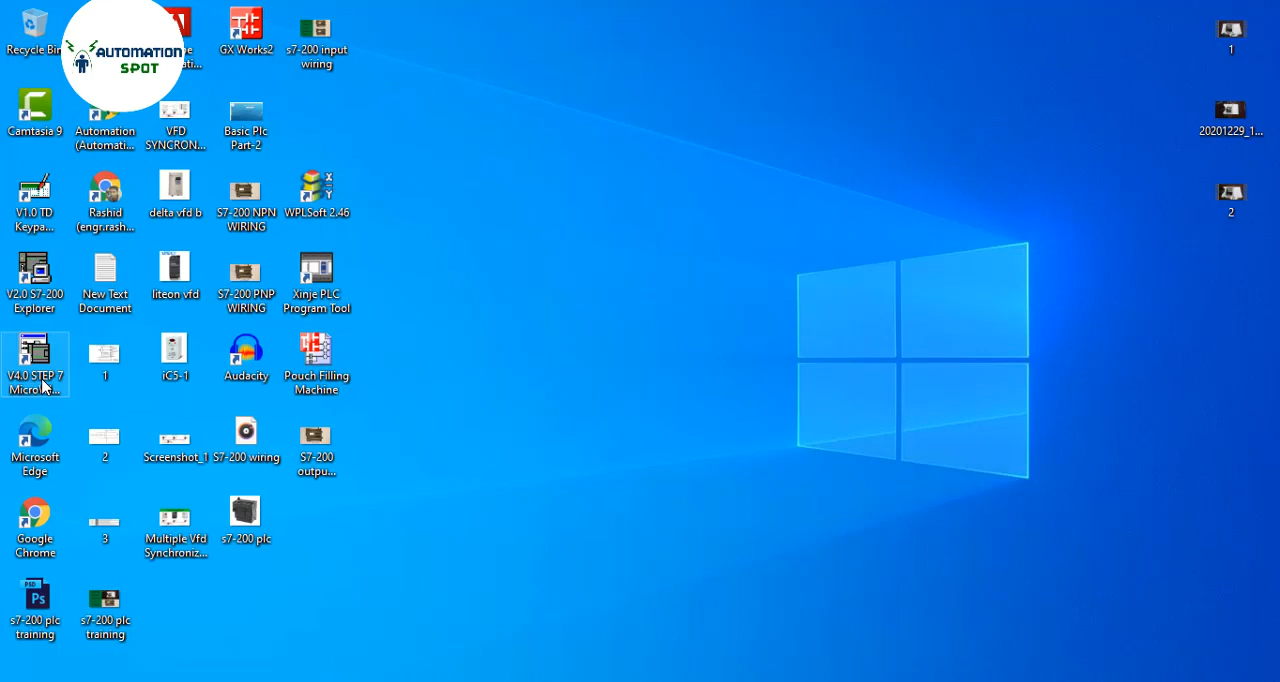 Recycle Bin
AUTOMATION
SPOT
GX Works2
s7-200 input
wiring
1
Camtasia 9
Automation
(Automati...
VFD
SYNCRON...
Basic Plc
Part-2
20201229_1...
V1.0 TD
Keypa...
Rashid
(engr.rash...
delta vfd b
S7-200 NPN
WIRING
WPLSoft 2.46
X
Y
2
V2.0 S7-200
Explorer
New Text
Document
liteon vfd
S7-200 PNP
WIRING
Xinje PLC
Program Tool
V4.0 STEP 7
1
iC5-1
Audacity
Pouch Filling
Machine
Microsoft
Edge
2
Screenshot_1
S7-200 wiring
S7-200
outpu...
Google
Chrome
3
Multiple Vfd
Synchroniz...
s7-200 plc
PSD
Ps
s7-200 plc
training
s7-200 plc
training